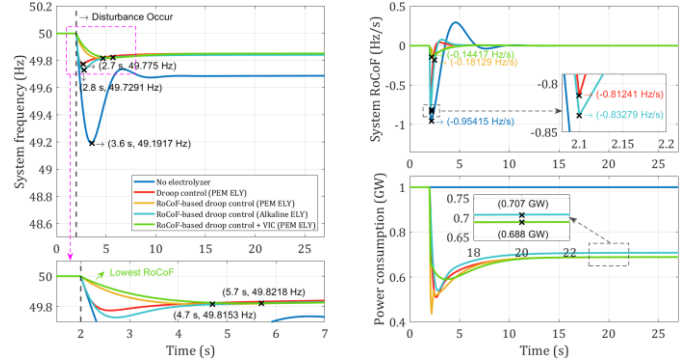 50.2
50
49.8
49.6
49.4
49.2
49
48.8
48.6
System frequency (Hz)
→ Disturbance Occur
→ (2.7 s, 49.775 Hz)
2.8 s, 49.7291 Hz)
→ (3.6 s, 49.1917 Hz)
No electrolyzer
Droop control (PEM ELY)
RoCoF-based droop control (PEM ELY)
RoCoF-based droop control (Alkaline ELY)
RoCoF-based droop control + VIC (PEM ELY)
0 5 10 15 20 25
50
49.8
Lowest RoCoF
(5.7 s, 49.8218 Hz)
(4.7 s, 49.8153 Hz)
0 1 2 3 4 5 6 7
Time (s)
System RoCoF (Hz/s)
0
-0.5
-1
(-0.14417 Hz/s)
(-0.18129 Hz/s)
→(-0.95415 Hz/s)
-0.8
-0.85
→(-0.81241 Hz/s)
→(-0.83279 Hz/s)
2.1 2.15 2.2
0 5 10 15 20 25
Power consumption (GW)
1
0.8
0.6
0.4
0.75
0.7
0.65
(0.707 GW)
(0.688 GW)
18 20 22
0 5 10 15 20 25
Time (s)